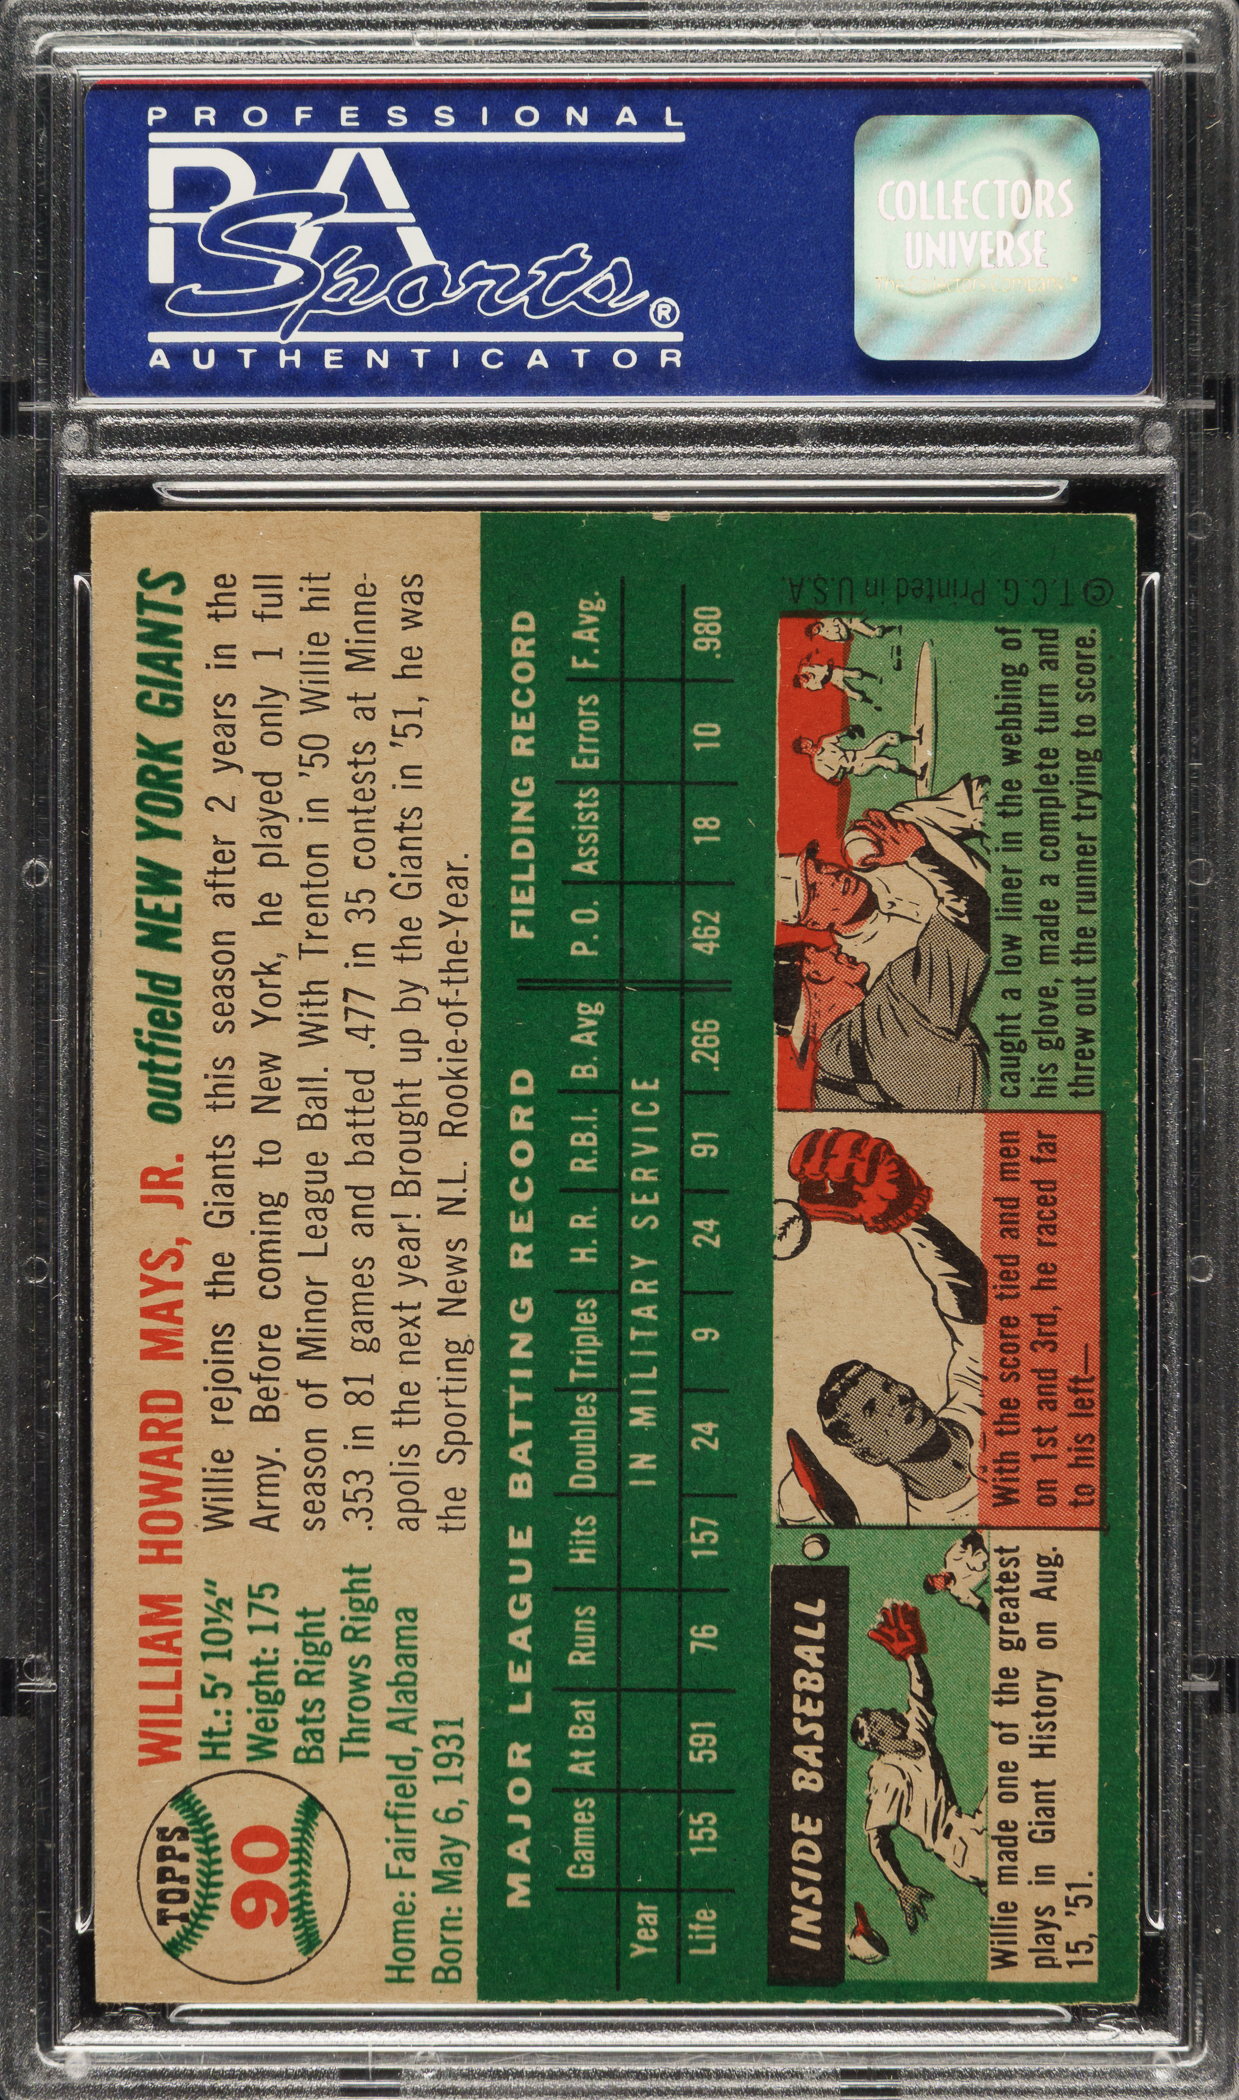 PROFESSIONAL
PSA
Sports®
AUTHENTICATOR
COLLECTORS
UNIVERSE
TOPPS
90
WILLIAM HOWARD MAYS, JR. outfield NEW YORK GIANTS
Ht.: 5' 10½"
Weight: 175
Bats Right
Throws Right
Home: Fairfield, Alabama
Born: May 6, 1931
Willie rejoins the Giants this season after 2 years in the
Army. Before coming to New York, he played only 1 full
season of Minor League Ball. With Trenton in '50 Willie hit
.353 in 81 games and batted .477 in 35 contests at Minne-
apolis the next year! Brought up by the Giants in '51, he was
the Sporting News N.L. Rookie-of-the-Year.
MAJOR LEAGUE BATTING RECORD FIELDING RECORD
Games At Bat Runs Hits Doubles Triples H.R. R.B.I. B. Avg P.O. Assists Errors F.Avg.
Year IN MILITARY SERVICE
Life 155 591 76 157 24 9 24 91 .266 462 18 10 .980
INSIDE BASEBALL
Willie made one of the greatest
plays in Giant History on Aug.
15, '51.
With the score tied and men
on 1st and 3rd, he raced far
to his left—
caught a low liner in the webbing of
his glove, made a complete turn and
threw out the runner trying to score.
© T.C.G. Printed in U.S.A.